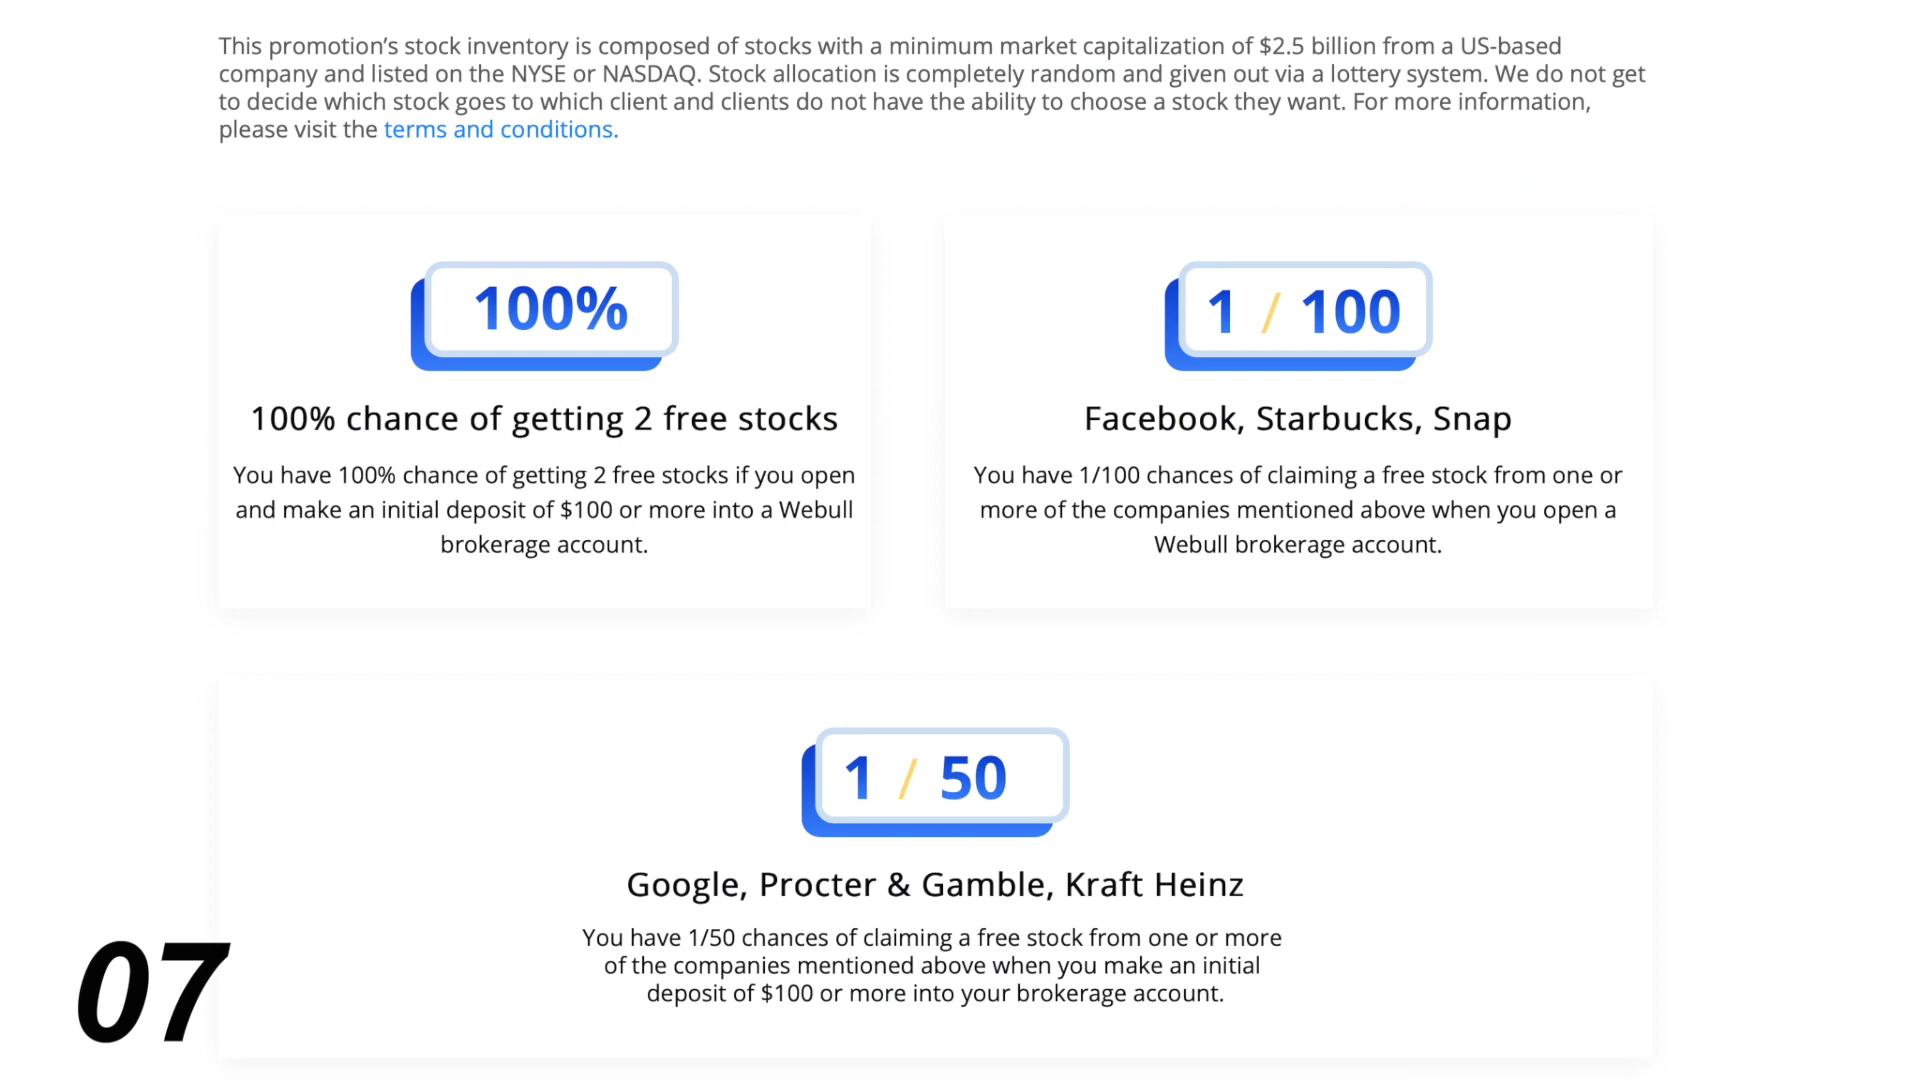 This promotion’s stock inventory is composed of stocks with a minimum market capitalization of $2.5 billion from a US-based
company and listed on the NYSE or NASDAQ. Stock allocation is completely random and given out via a lottery system. We do not get
to decide which stock goes to which client and clients do not have the ability to choose a stock they want. For more information,
please visit the terms and conditions.
100%
100% chance of getting 2 free stocks
You have 100% chance of getting 2 free stocks if you open
and make an initial deposit of $100 or more into a Webull
brokerage account.
1 / 100
Facebook, Starbucks, Snap
You have 1/100 chances of claiming a free stock from one or
more of the companies mentioned above when you open a
Webull brokerage account.
1 / 50
Google, Procter & Gamble, Kraft Heinz
You have 1/50 chances of claiming a free stock from one or more
of the companies mentioned above when you make an initial
deposit of $100 or more into your brokerage account.
07